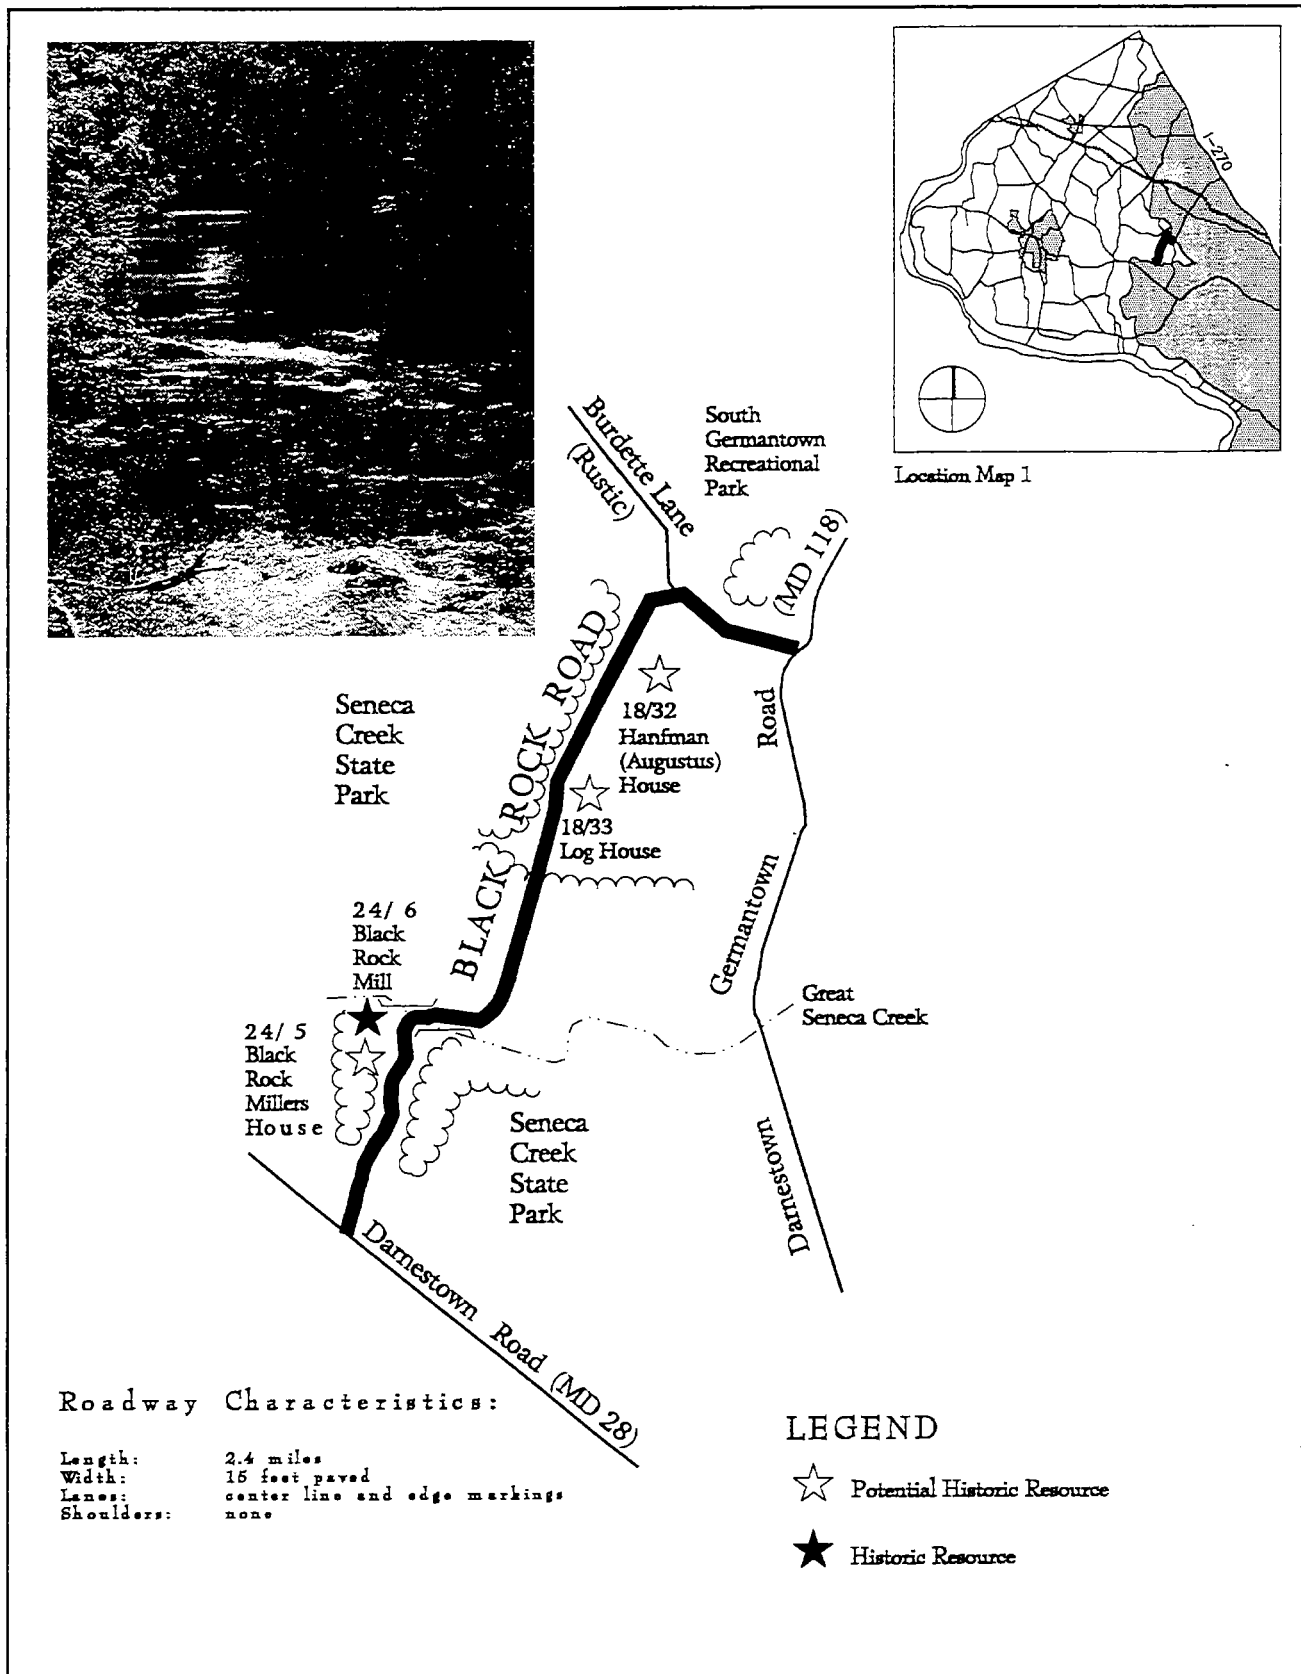 I-270
Location Map 1
Burdette Lane
(Rustic)
South
Germantown
Recreational
Park
(MD 118)
Road
Germantown
Darnestown
BLACK ROCK ROAD
Seneca
Creek
State
Park
18/32
Hanfman
(Augustus)
House
18/33
Log House
24/ 6
Black
Rock
Mill
24/ 5
Black
Rock
Millers
House
Great
Seneca Creek
Seneca
Creek
State
Park
Darnestown Road (MD 28)
Roadway Characteristics:
Length: 2.4 miles
Width: 15 feet paved
Lanes: center line and edge markings
Shoulders: none
LEGEND
Potential Historic Resource
Historic Resource